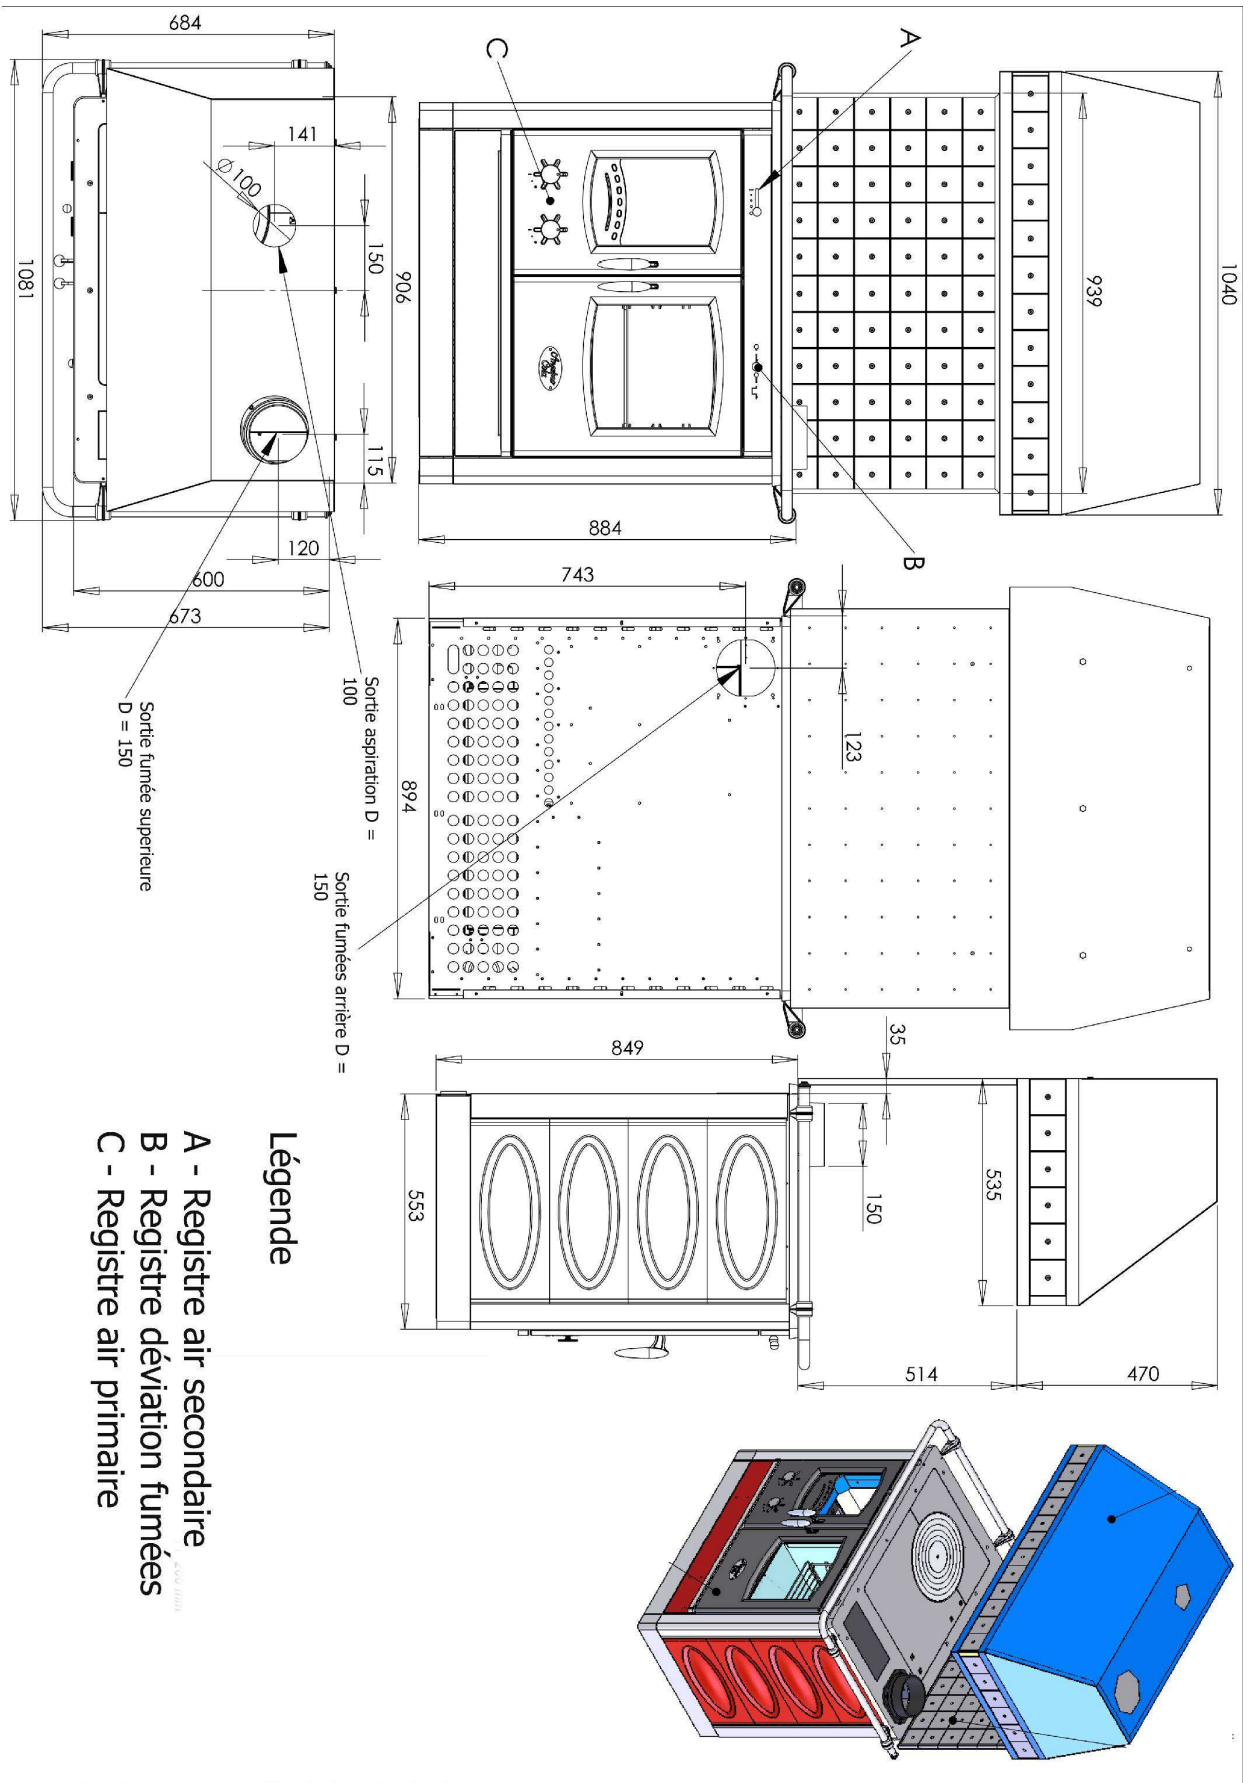 684
141
Ø100
150
906
1081
115
120
600
673
C
A
B
1040
939
884
743
123
894
Sortie aspiration D =
100
Sortie fumée superieure
D = 150
Sortie fumées arrière D =
150
849
35
150
535
553
514
470
Légende
A - Registre air secondaire
B - Registre déviation fumées
C - Registre air primaire